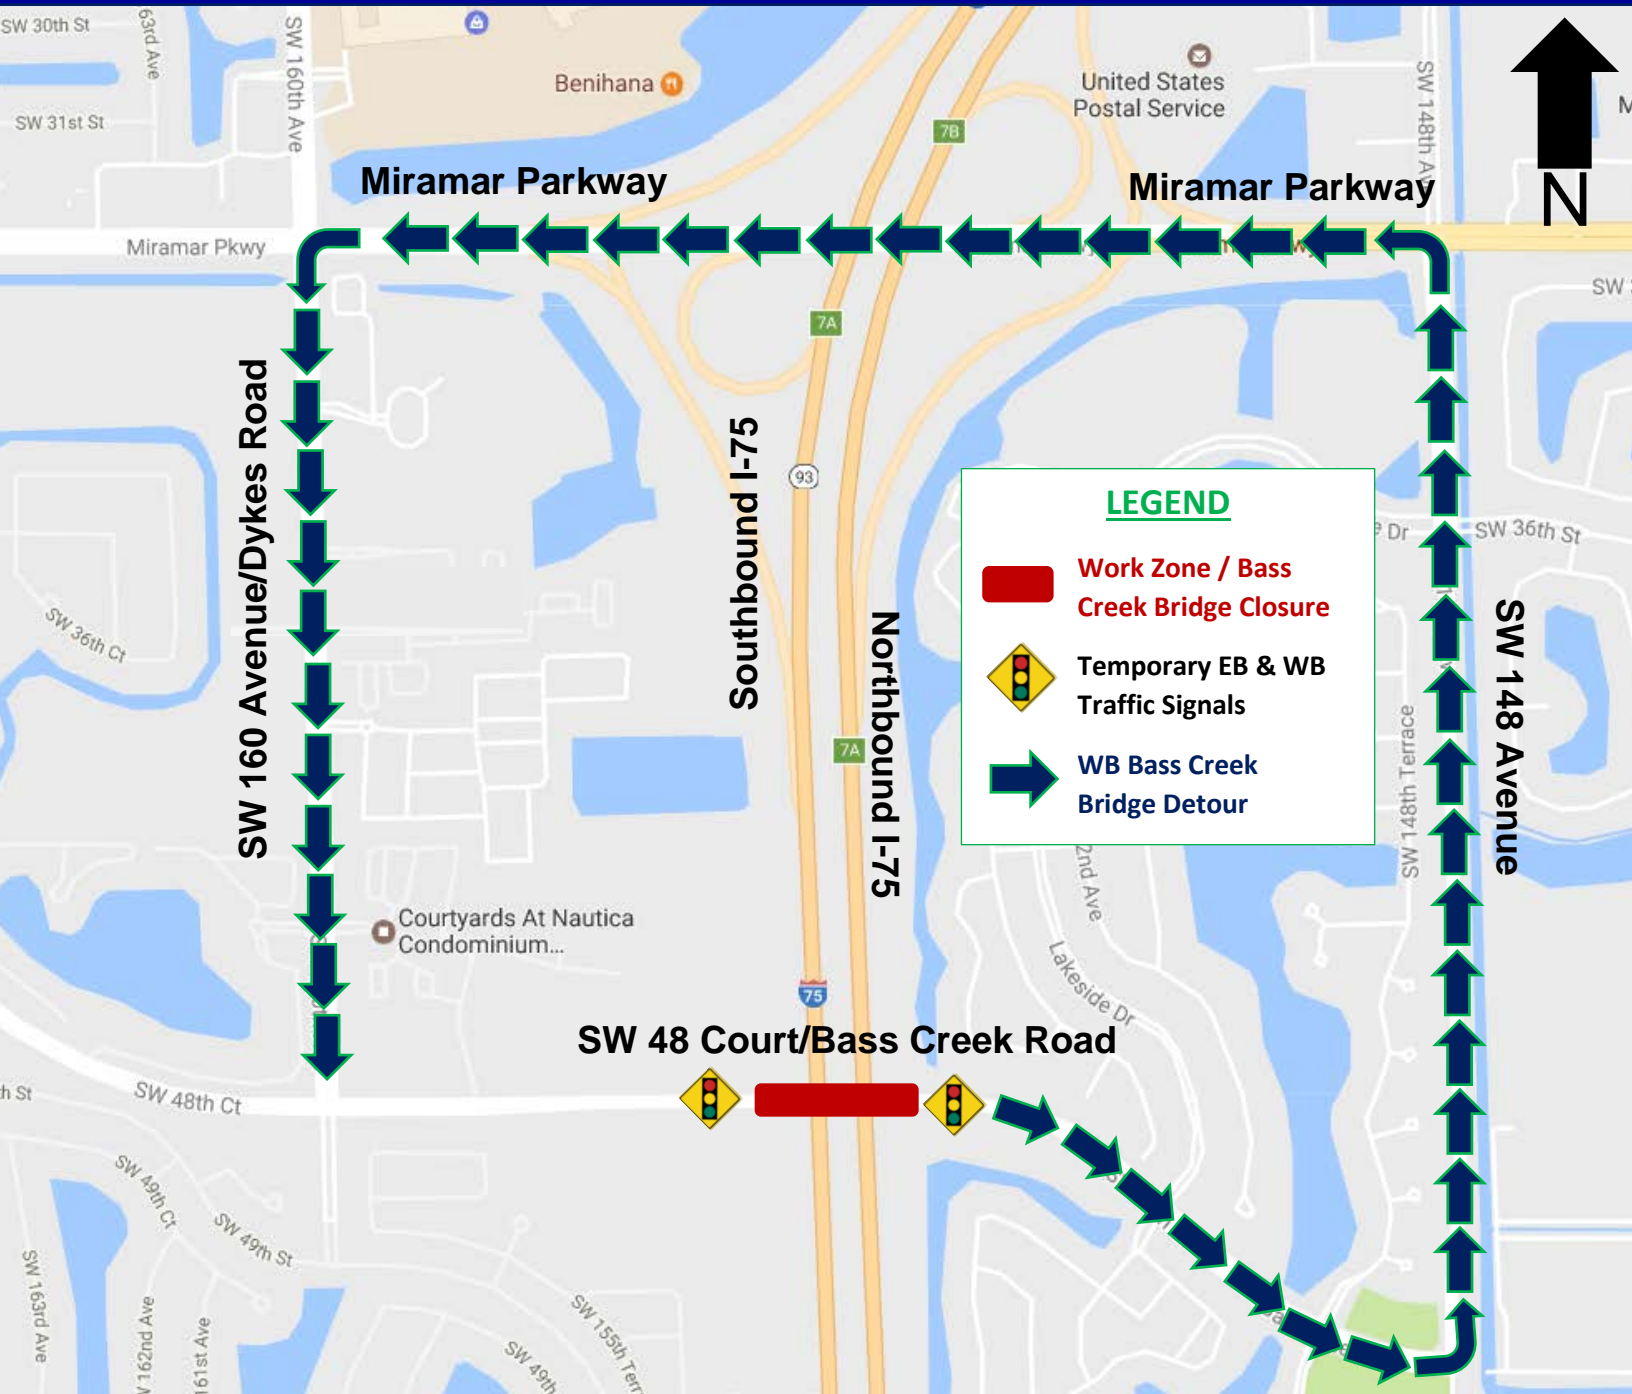 SW 30th St
63rd Ave
SW 160th Ave
Benihana
United States
Postal Service
SW 148th Av
7B
SW 31st St
N
Miramar Parkway
Miramar Parkway
Miramar Pkwy
SW
7A
SW 160 Avenue/Dykes Road
Southbound I-75
93
LEGEND
Work Zone / Bass
Creek Bridge Closure
Temporary EB & WB
Traffic Signals
WB Bass Creek
Bridge Detour
Dr
SW 36th St
SW 36th Ct
Northbound I-75
7A
SW 148th Terrace
SW 148 Avenue
2nd Ave
Courtyards At Nautica
Condominium...
Lakeside Dr
75
SW 48 Court/Bass Creek Road
h St
SW 48th Ct
SW 49th Ct
SW 49th St
SW 163rd Ave
162nd Ave
161st Ave
SW 155th Terr
SW 49th